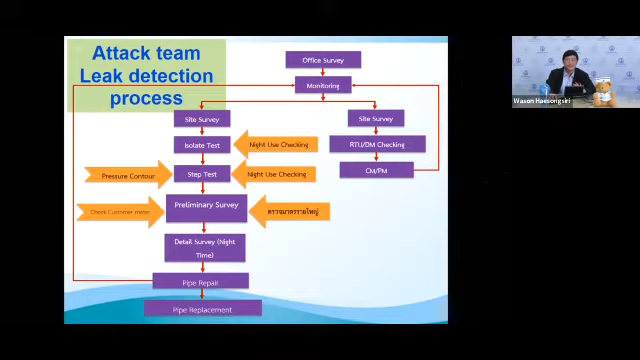 Attack team
Leak detection
process
Office Survey
Monitoring
Site Survey
Site Survey
Isolate Test
Night Use Checking
RTU/DM Checking
Pressure Contour
Step Test
Night Use Checking
CM/PM
Check Customer meter
Preliminary Survey
ตรวจมาตรรายใหญ่
Detail Survey (Night
Time)
Pipe Repair
Pipe Replacement
Wason Haesongsiri